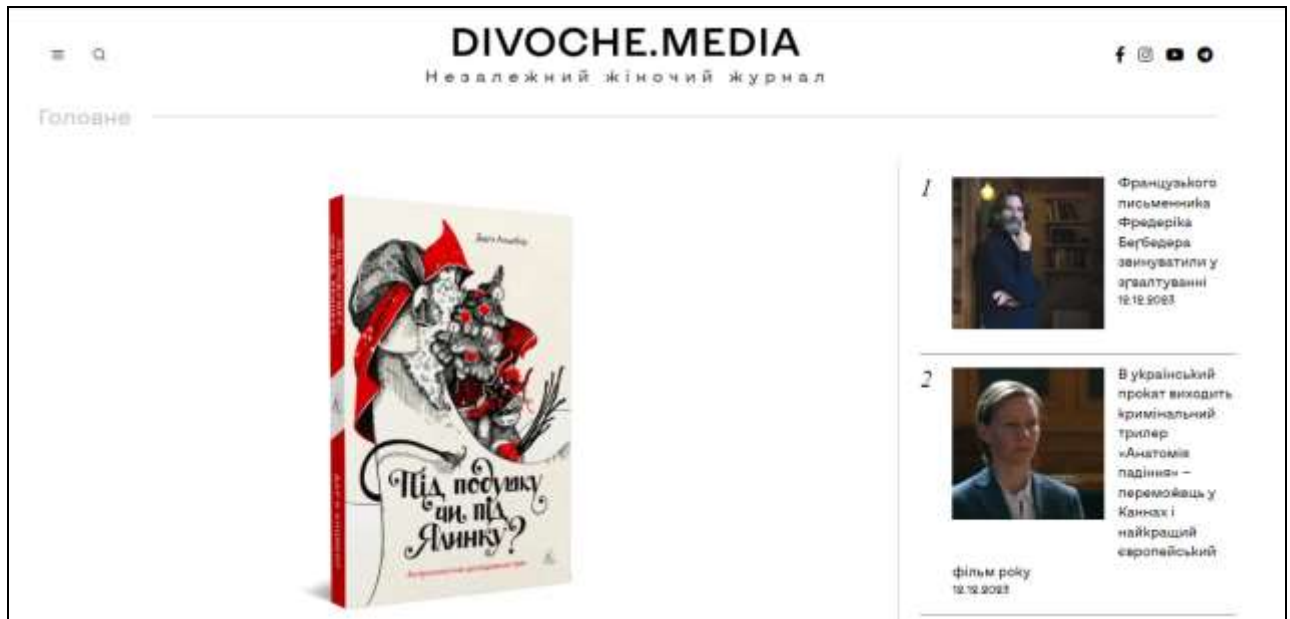 DIVOCHE.MEDIA
Незалежний жіночий журнал
Головне
Під подушку
чи під
Ялинку?
1
Французького
письменника
Фредеріка
Беґбедера
звинуватили у
зґвалтуванні
12.12.2023
2
В український
прокат виходить
кримінальний
трилер
«Анатомія
падіння» –
переможець у
Каннах і
найкращий
європейський
фільм року
12.12.2023